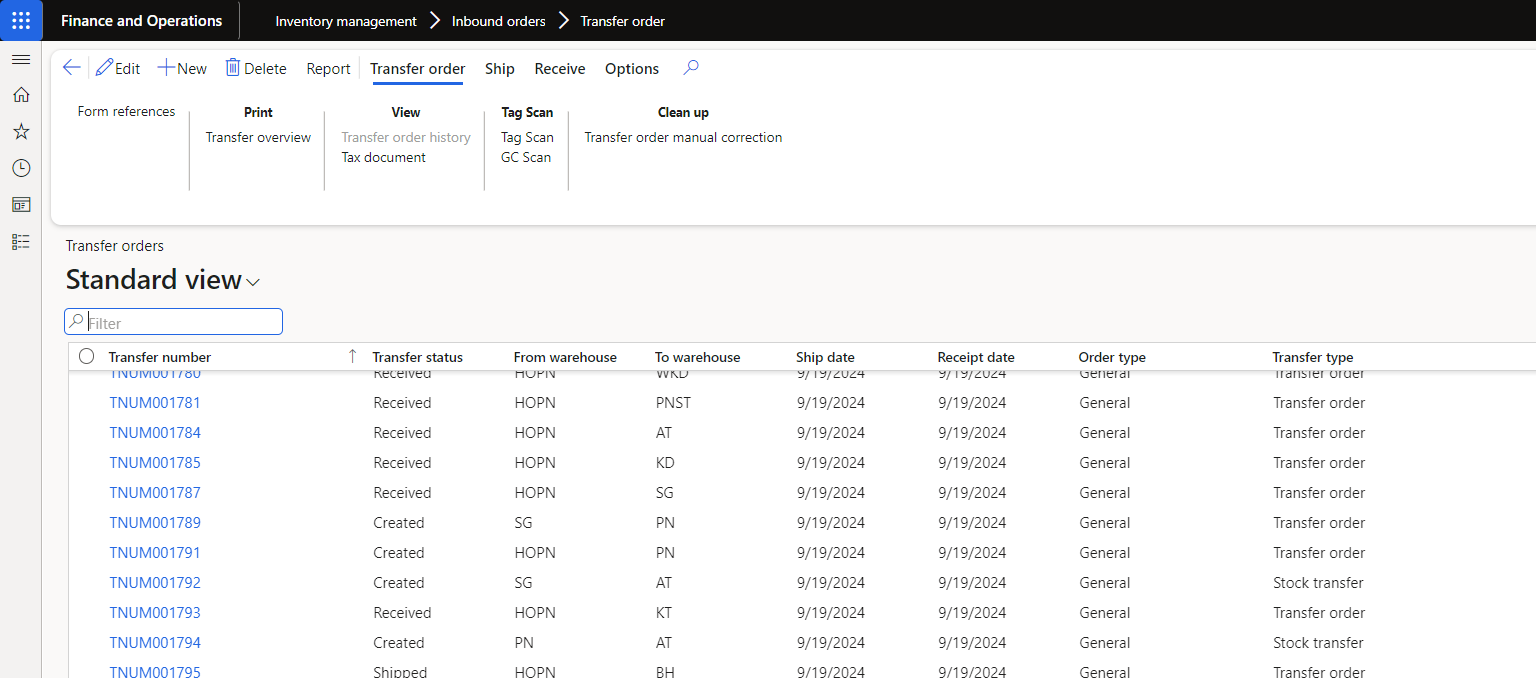 Finance and Operations Inventory management Inbound orders Transfer order
Edit New Delete Report Transfer order Ship Receive Options
Form references Print View Tag Scan Clean up
Transfer overview Transfer order history Tag Scan Transfer order manual correction
Tax document GC Scan
Transfer orders
Standard view
Filter
Transfer number Transfer status From warehouse To warehouse Ship date Receipt date Order type Transfer type
TNUM001780 Received HOPN WKD 9/19/2024 9/19/2024 General Transfer order
TNUM001781 Received HOPN PNST 9/19/2024 9/19/2024 General Transfer order
TNUM001784 Received HOPN AT 9/19/2024 9/19/2024 General Transfer order
TNUM001785 Received HOPN KD 9/19/2024 9/19/2024 General Transfer order
TNUM001787 Received HOPN SG 9/19/2024 9/19/2024 General Transfer order
TNUM001789 Created SG PN 9/19/2024 9/19/2024 General Transfer order
TNUM001791 Created HOPN PN 9/19/2024 9/19/2024 General Transfer order
TNUM001792 Created SG AT 9/19/2024 9/19/2024 General Stock transfer
TNUM001793 Received HOPN KT 9/19/2024 9/19/2024 General Transfer order
TNUM001794 Created PN AT 9/19/2024 9/19/2024 General Stock transfer
TNUM001795 Shipped HOPN BH 9/19/2024 9/19/2024 General Transfer order